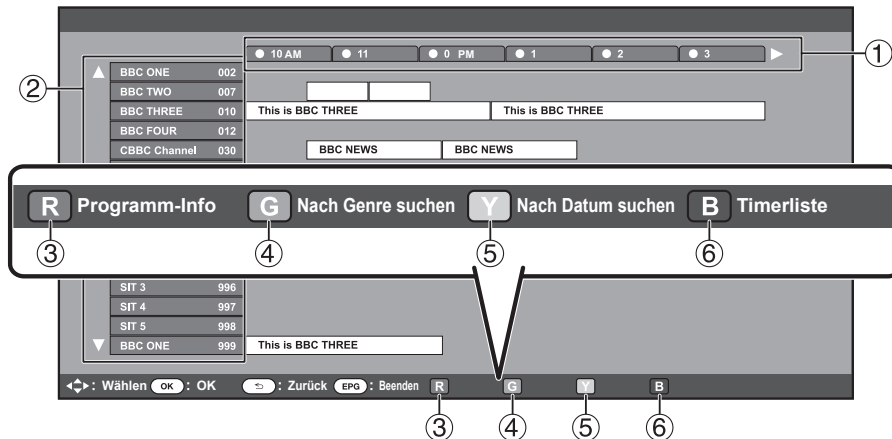 10 AM 11 0 PM 1 2 3 ①
②
BBC ONE 002
BBC TWO 007
BBC THREE 010 This is BBC THREE This is BBC THREE
BBC FOUR 012
CBBC Channel 030 BBC NEWS BBC NEWS
R Programm-Info G Nach Genre suchen Y Nach Datum suchen B Timerliste
③ ④ ⑤ ⑥
SIT 3 996
SIT 4 997
SIT 5 998
BBC ONE 999 This is BBC THREE
: Wählen OK : OK : Zurück EPG : Beenden R G Y B
③ ④ ⑤ ⑥